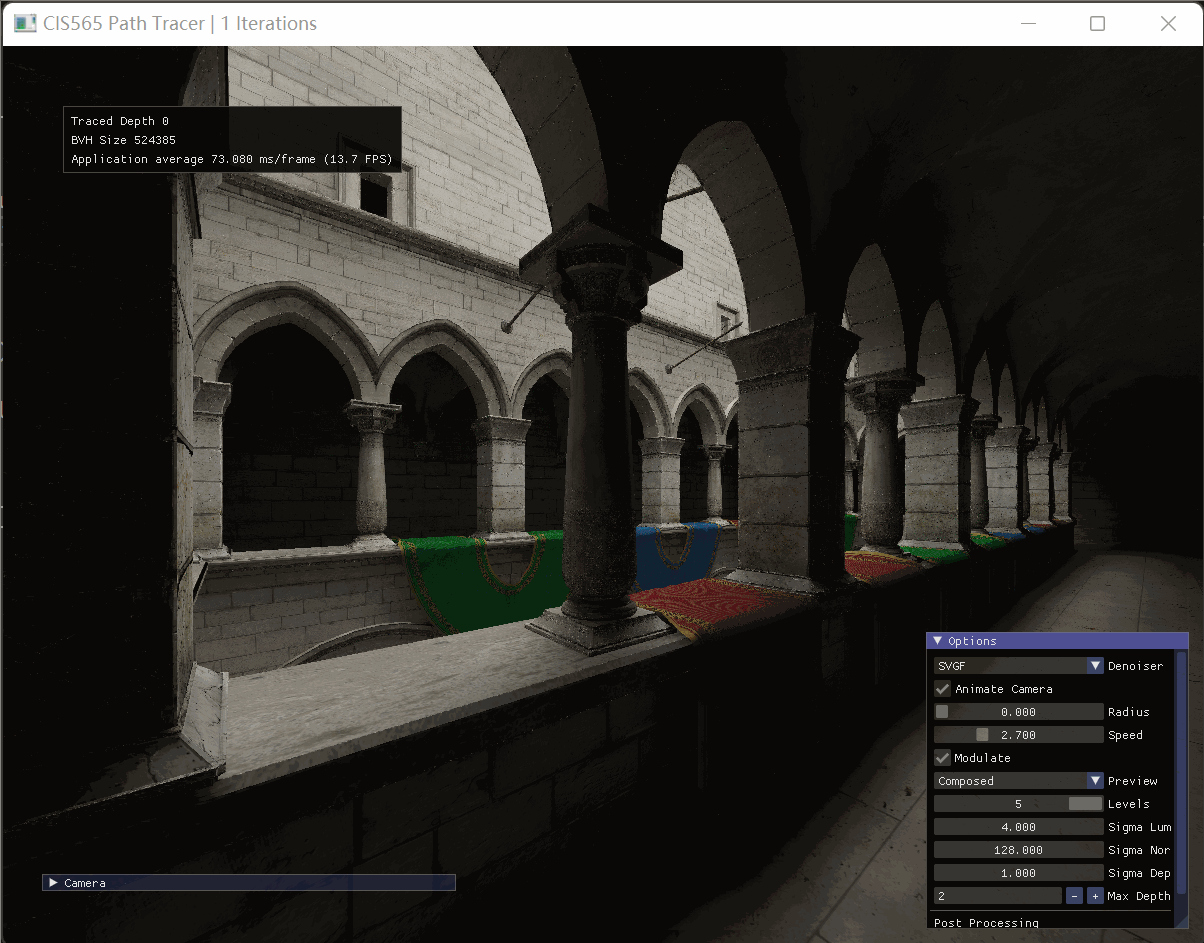 CIS565 Path Tracer | 1 Iterations
Traced Depth 0
BVH Size 524385
Application average 73.080 ms/frame (13.7 FPS)
Options
SVGF Denoiser
Animate Camera
0.000 Radius
2.700 Speed
Modulate
Composed Preview
5 Levels
4.000 Sigma Lum
128.000 Sigma Nor
1.000 Sigma Dep
2 - + Max Depth
Post Processing
Camera